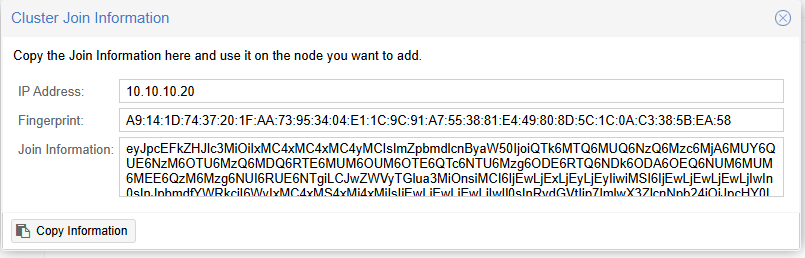 Cluster Join Information
Copy the Join Information here and use it on the node you want to add.
IP Address: 10.10.10.20
Fingerprint: A9:14:1D:74:37:20:1F:AA:73:95:34:04:E1:1C:9C:91:A7:55:38:81:E4:49:80:8D:5C:1C:0A:C3:38:5B:EA:58
Join Information: eyJpcEFkZHJlc3MiOiIxMC4xMC4xMC4yMCIsImZpbmdlcnByaW50IjoiQTk6MTQ6MUQ6NzQ6Mzc6MjA6MUY6Q
UE6NzM6OTU6MzQ6MDQ6RTE6MUM6OUM6OTE6QTc6NTU6Mzg6ODE6RTQ6NDk6ODA6OEQ6NUM6MUM
6MEE6QzM6Mzg6NUI6RUE6NTgiLCJwZWVyTGlua3MiOnsiMCI6IjEwLjExLjEyLjEyIiwiMSI6IjEwLjEwLjEwLjIwIn
Copy Information